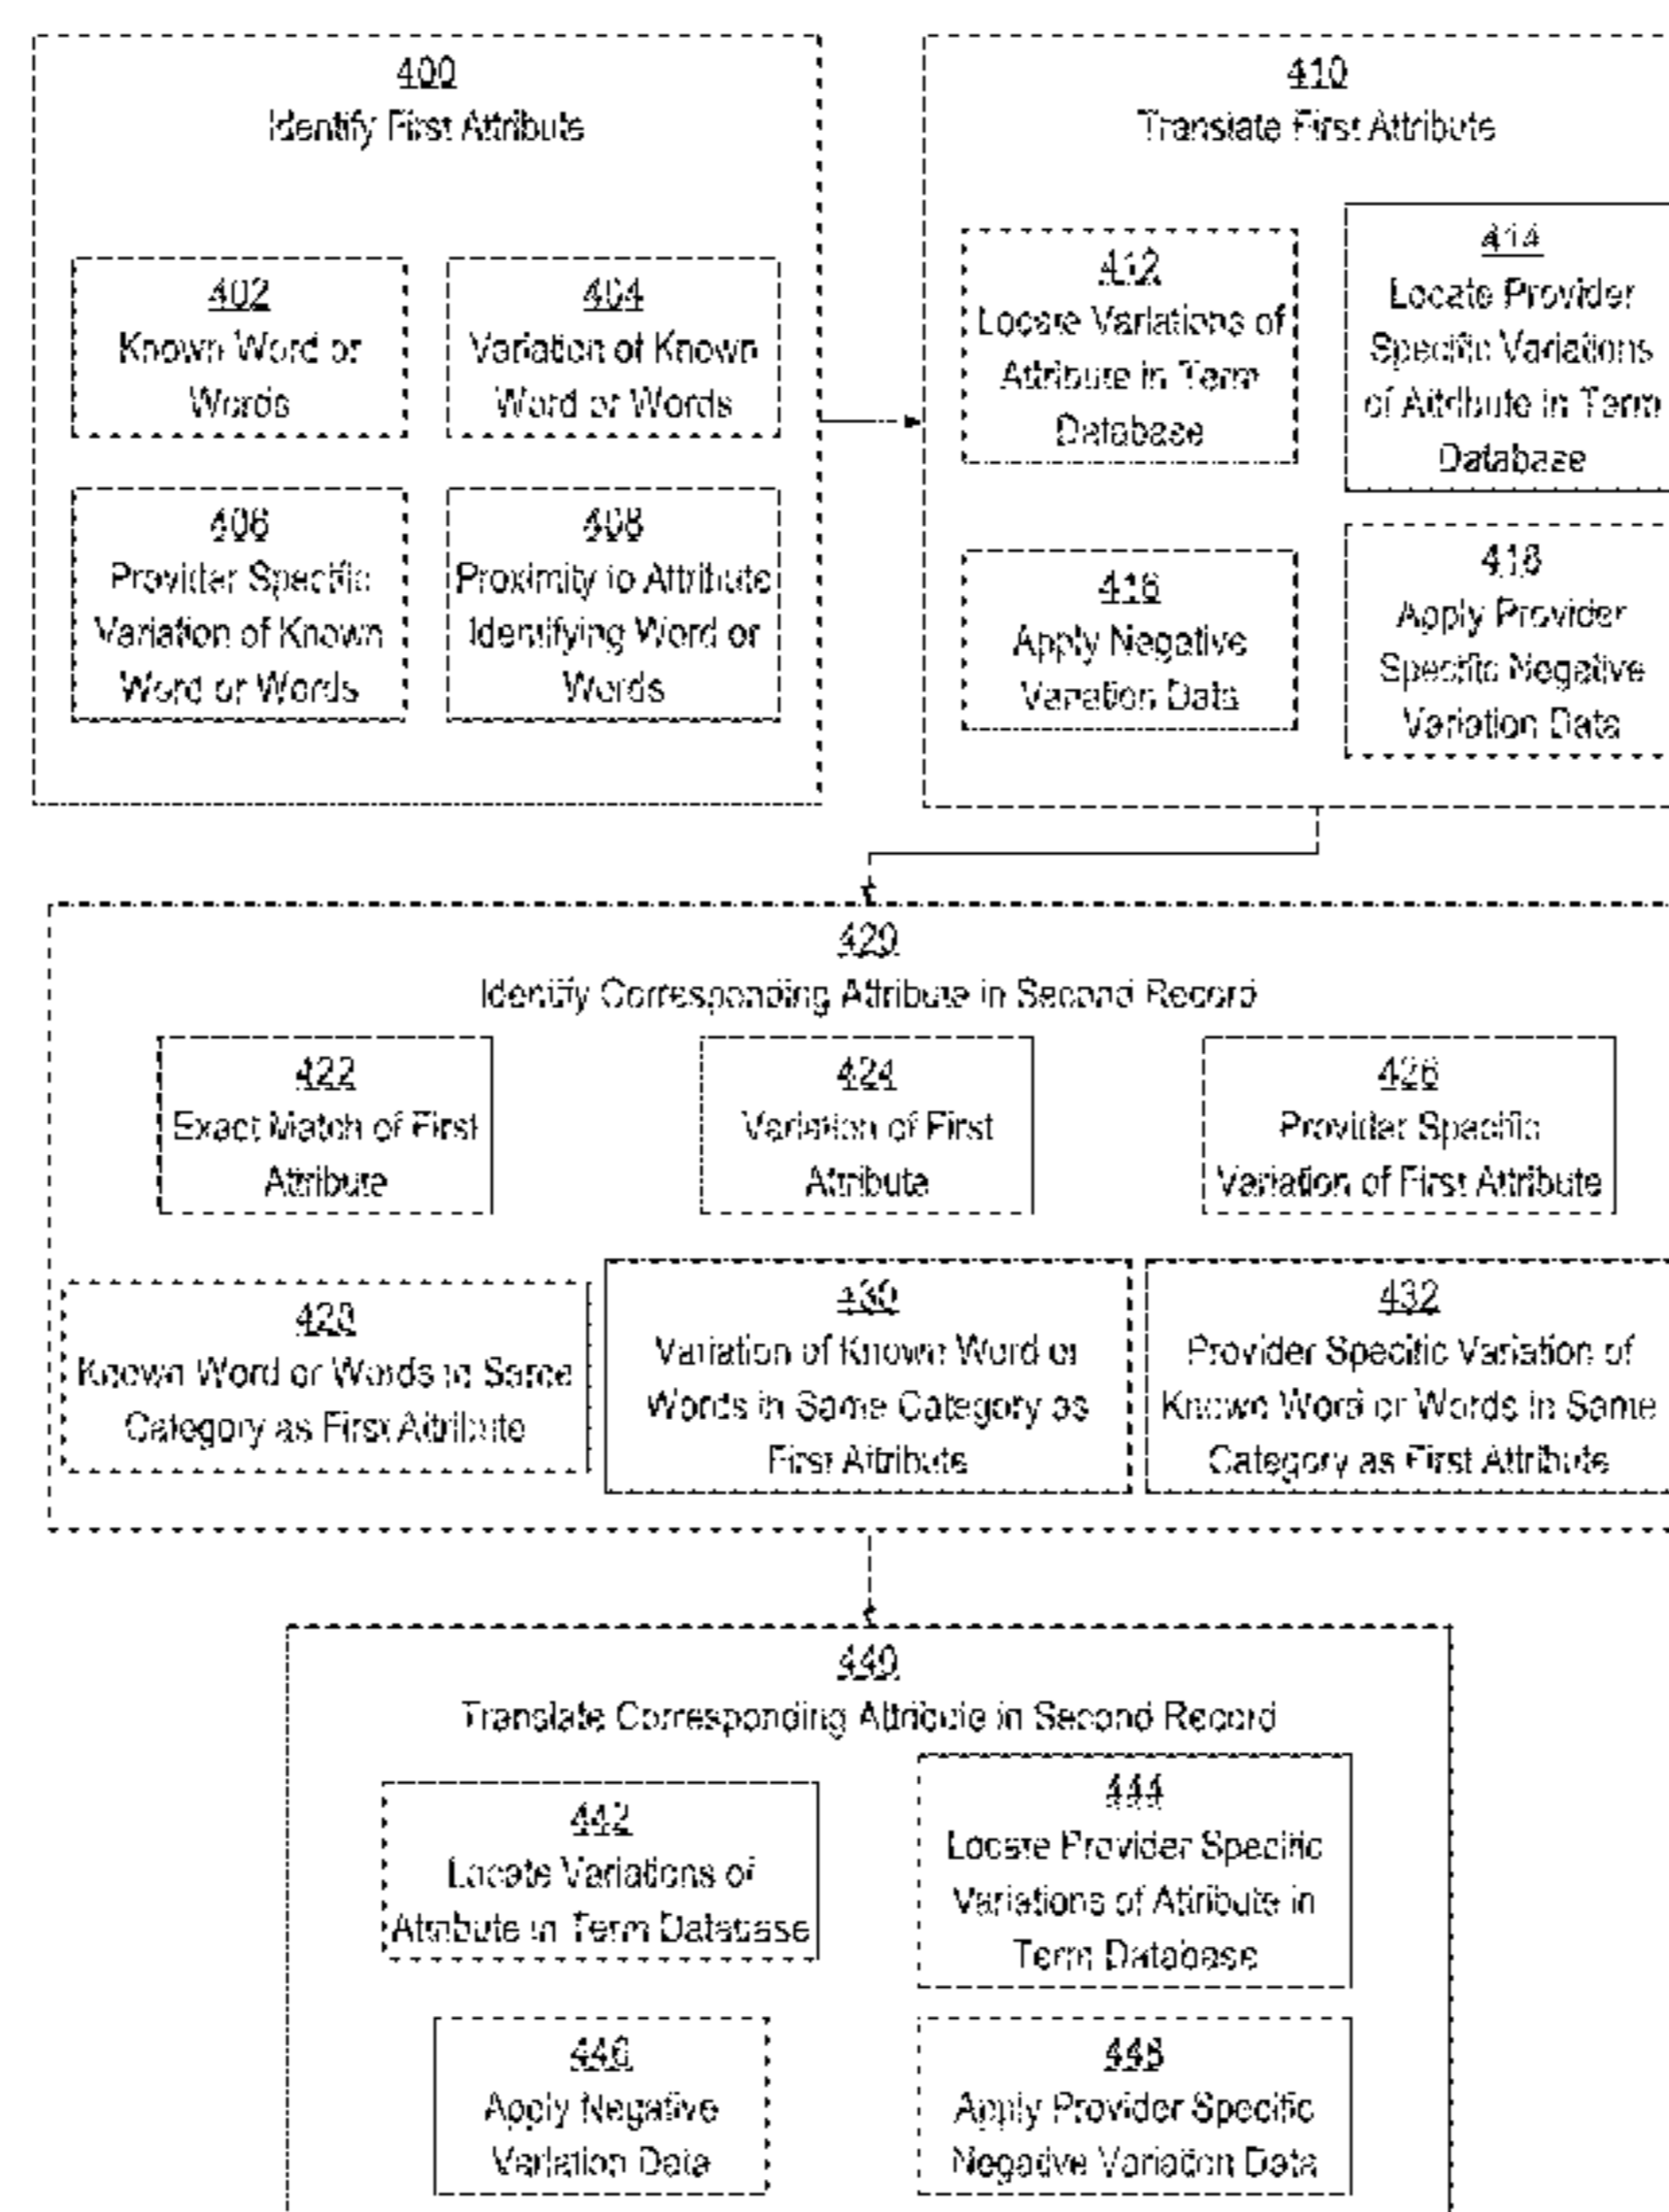 400
Identify First Attribute
402
Known Word or
Words
404
Variation of Known
Word or Words
406
Provider Specific
Variation of Known
Word or Words
408
Proximity to Attribute
Identifying Word or
Words
410
Translate First Attribute
412
Locate Variations of
Attribute in Term
Database
414
Locate Provider
Specific Variations
of Attribute in Term
Database
416
Apply Negative
Variation Data
418
Apply Provider
Specific Negative
Variation Data
420
Identify Corresponding Attribute in Second Record
422
Exact Match of First
Attribute
424
Variation of First
Attribute
426
Provider Specific
Variation of First Attribute
428
Known Word or Words in Same
Category as First Attribute
430
Variation of Known Word or
Words in Same Category as
First Attribute
432
Provider Specific Variation of
Known Word or Words in Same
Category as First Attribute
440
Translate Corresponding Attribute in Second Record
442
Locate Variations of
Attribute in Term Database
444
Locate Provider Specific
Variations of Attribute in
Term Database
446
Apply Negative
Variation Data
448
Apply Provider Specific
Negative Variation Data